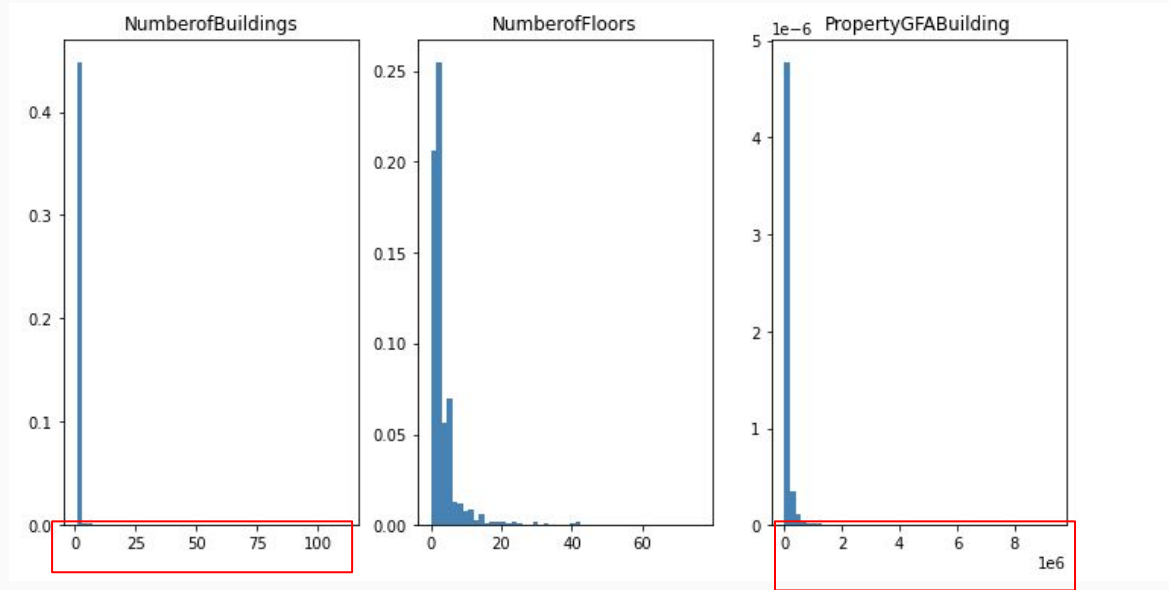 NumberofBuildings
0.4
0.3
0.2
0.1
0.0
0 25 50 75 100
NumberofFloors
0.25
0.20
0.15
0.10
0.05
0.00
0 20 40 60
1e−6 PropertyGFABuilding
5
4
3
2
1
0
0 2 4 6 8
1e6